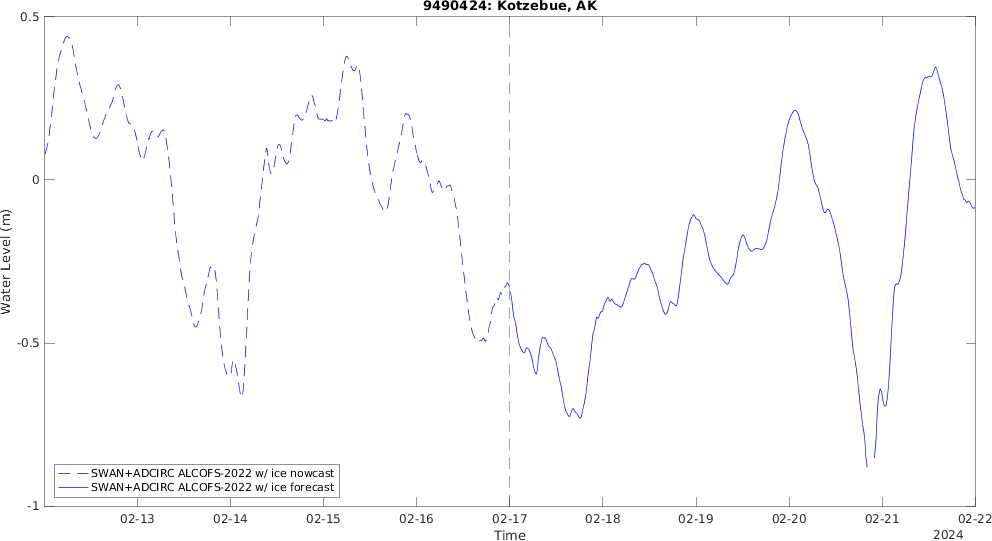 9490424: Kotzebue, AK
0.5
0
-0.5
-1
Water Level (m)
SWAN+ADCIRC ALCOFS-2022 w/ ice nowcast
SWAN+ADCIRC ALCOFS-2022 w/ ice forecast
02-13 02-14 02-15 02-16 02-17 02-18 02-19 02-20 02-21 02-22
Time
2024